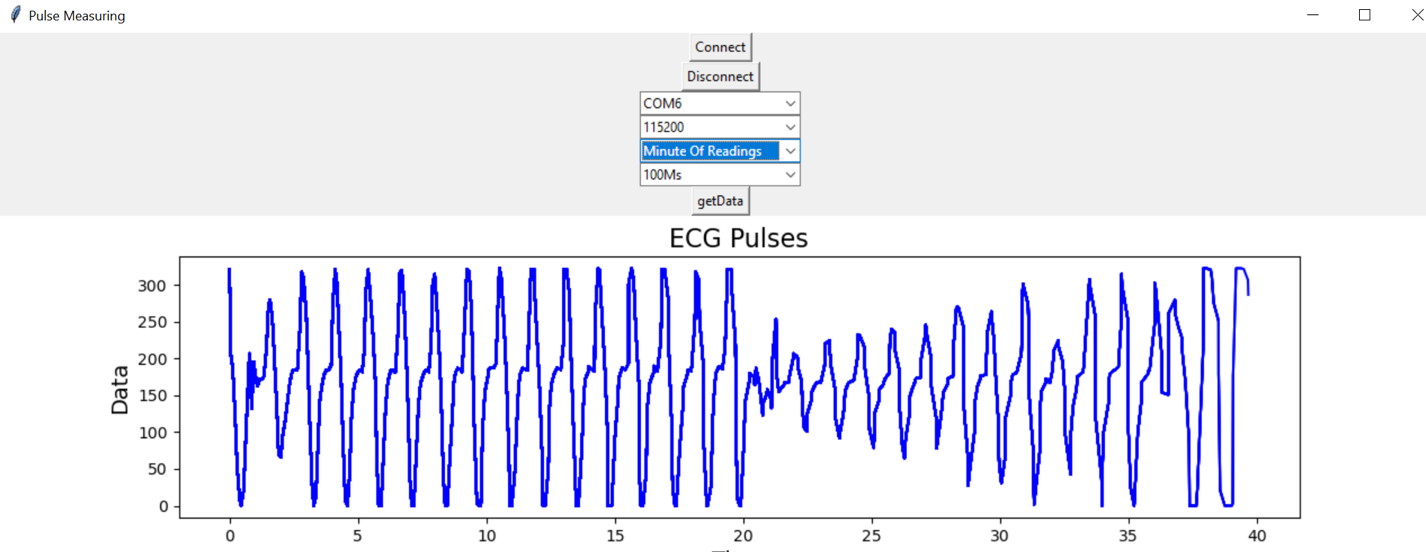 Pulse Measuring
Connect
Disconnect
COM6
115200
Minute Of Readings
100Ms
getData
ECG Pulses
Data
300
250
200
150
100
50
0
0 5 10 15 20 25 30 35 40